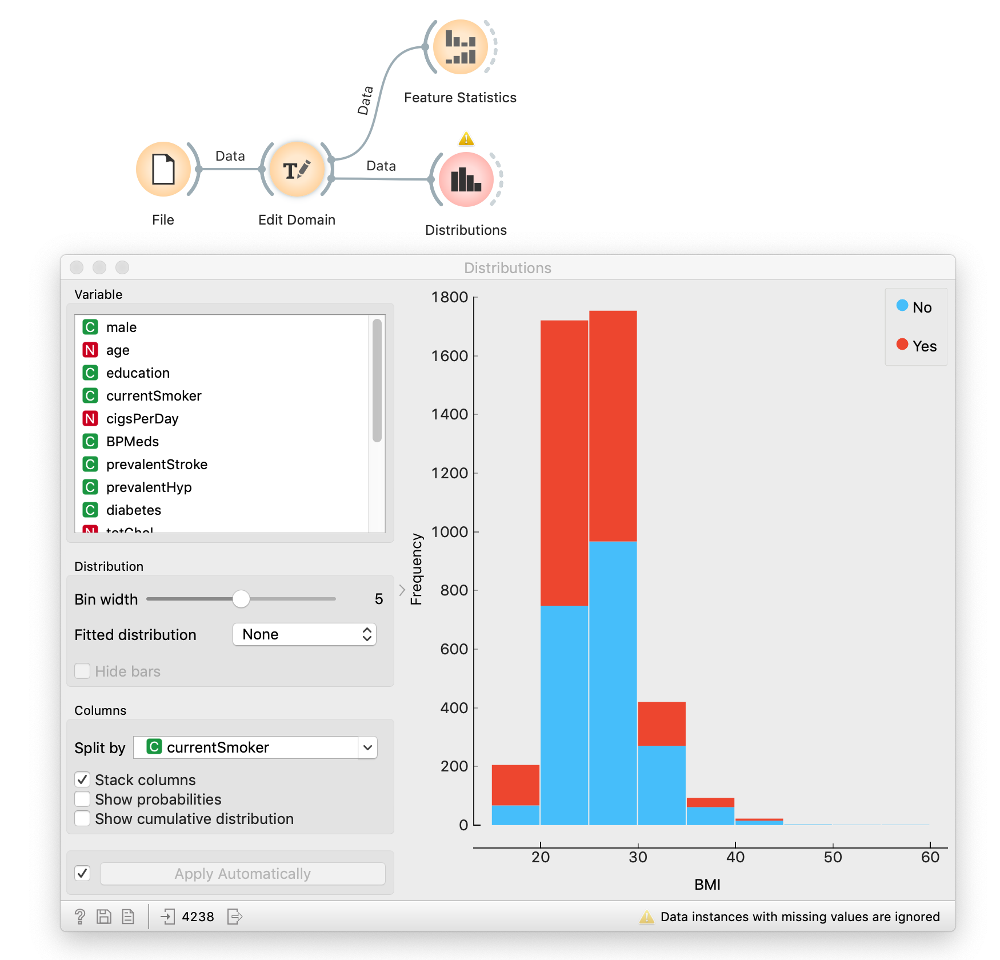 Data
Feature Statistics
Data
Data
File
Edit Domain
Distributions
Distributions
Variable
C male
N age
C education
C currentSmoker
N cigsPerDay
C BPMeds
C prevalentStroke
C prevalentHyp
C diabetes
N totChol
Distribution
Bin width 5
Fitted distribution None
Hide bars
Columns
Split by C currentSmoker
Stack columns
Show probabilities
Show cumulative distribution
Apply Automatically
? 4238
Data instances with missing values are ignored
Frequency
1800
1600
1400
1200
1000
800
600
400
200
0
20 30 40 50 60
BMI
No
Yes